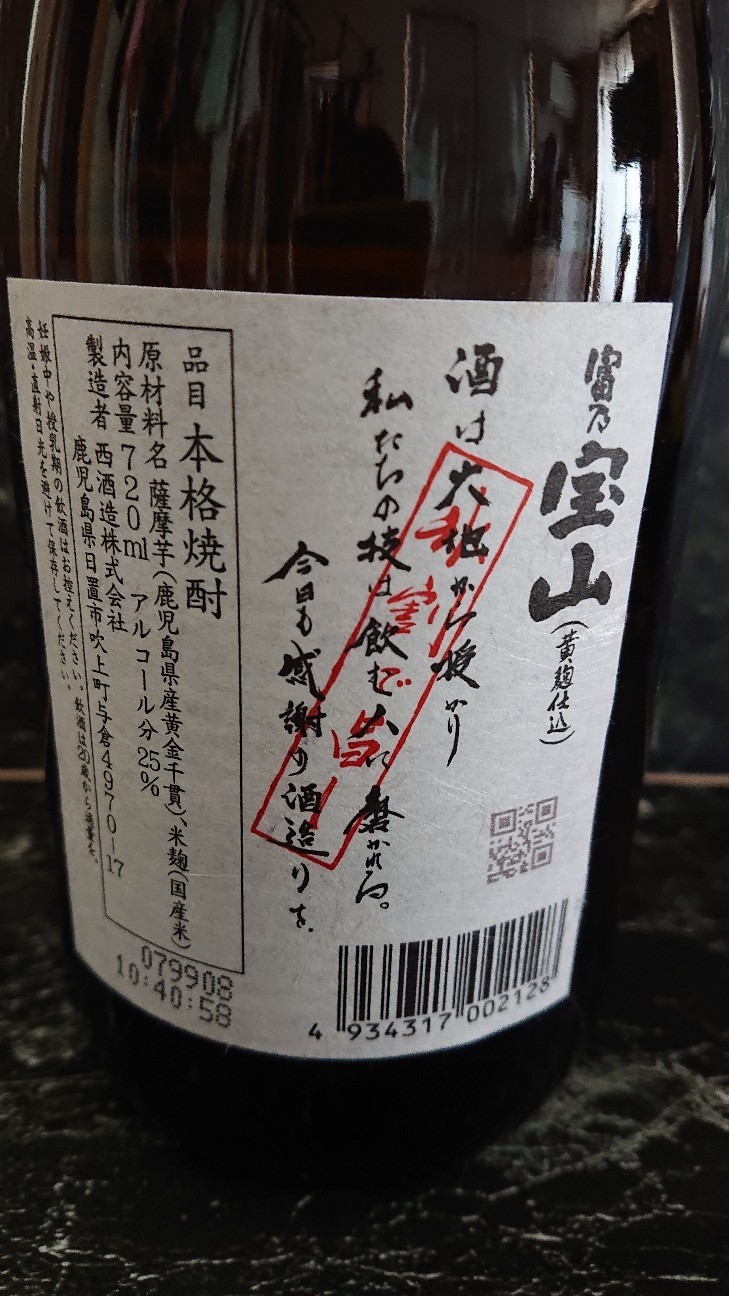 富乃
宝山
(黄麹仕込)
酒は大地から授かり
私たちの技は飲む人に磨かれる。
今日も感謝の酒造りを。
品目 本格焼酎
原材料名 薩摩芋(鹿児島県産黄金千貫)、米麹(国産米)
内容量 720ml アルコール分 25%
製造者 西酒造株式会社
鹿児島県日置市吹上町与倉4970-17
妊娠中や授乳期の飲酒はお控えください。飲酒は20歳から適量を。
高温・直射日光を避けて保存してください。
079908
10:40:58
4 934317 002128